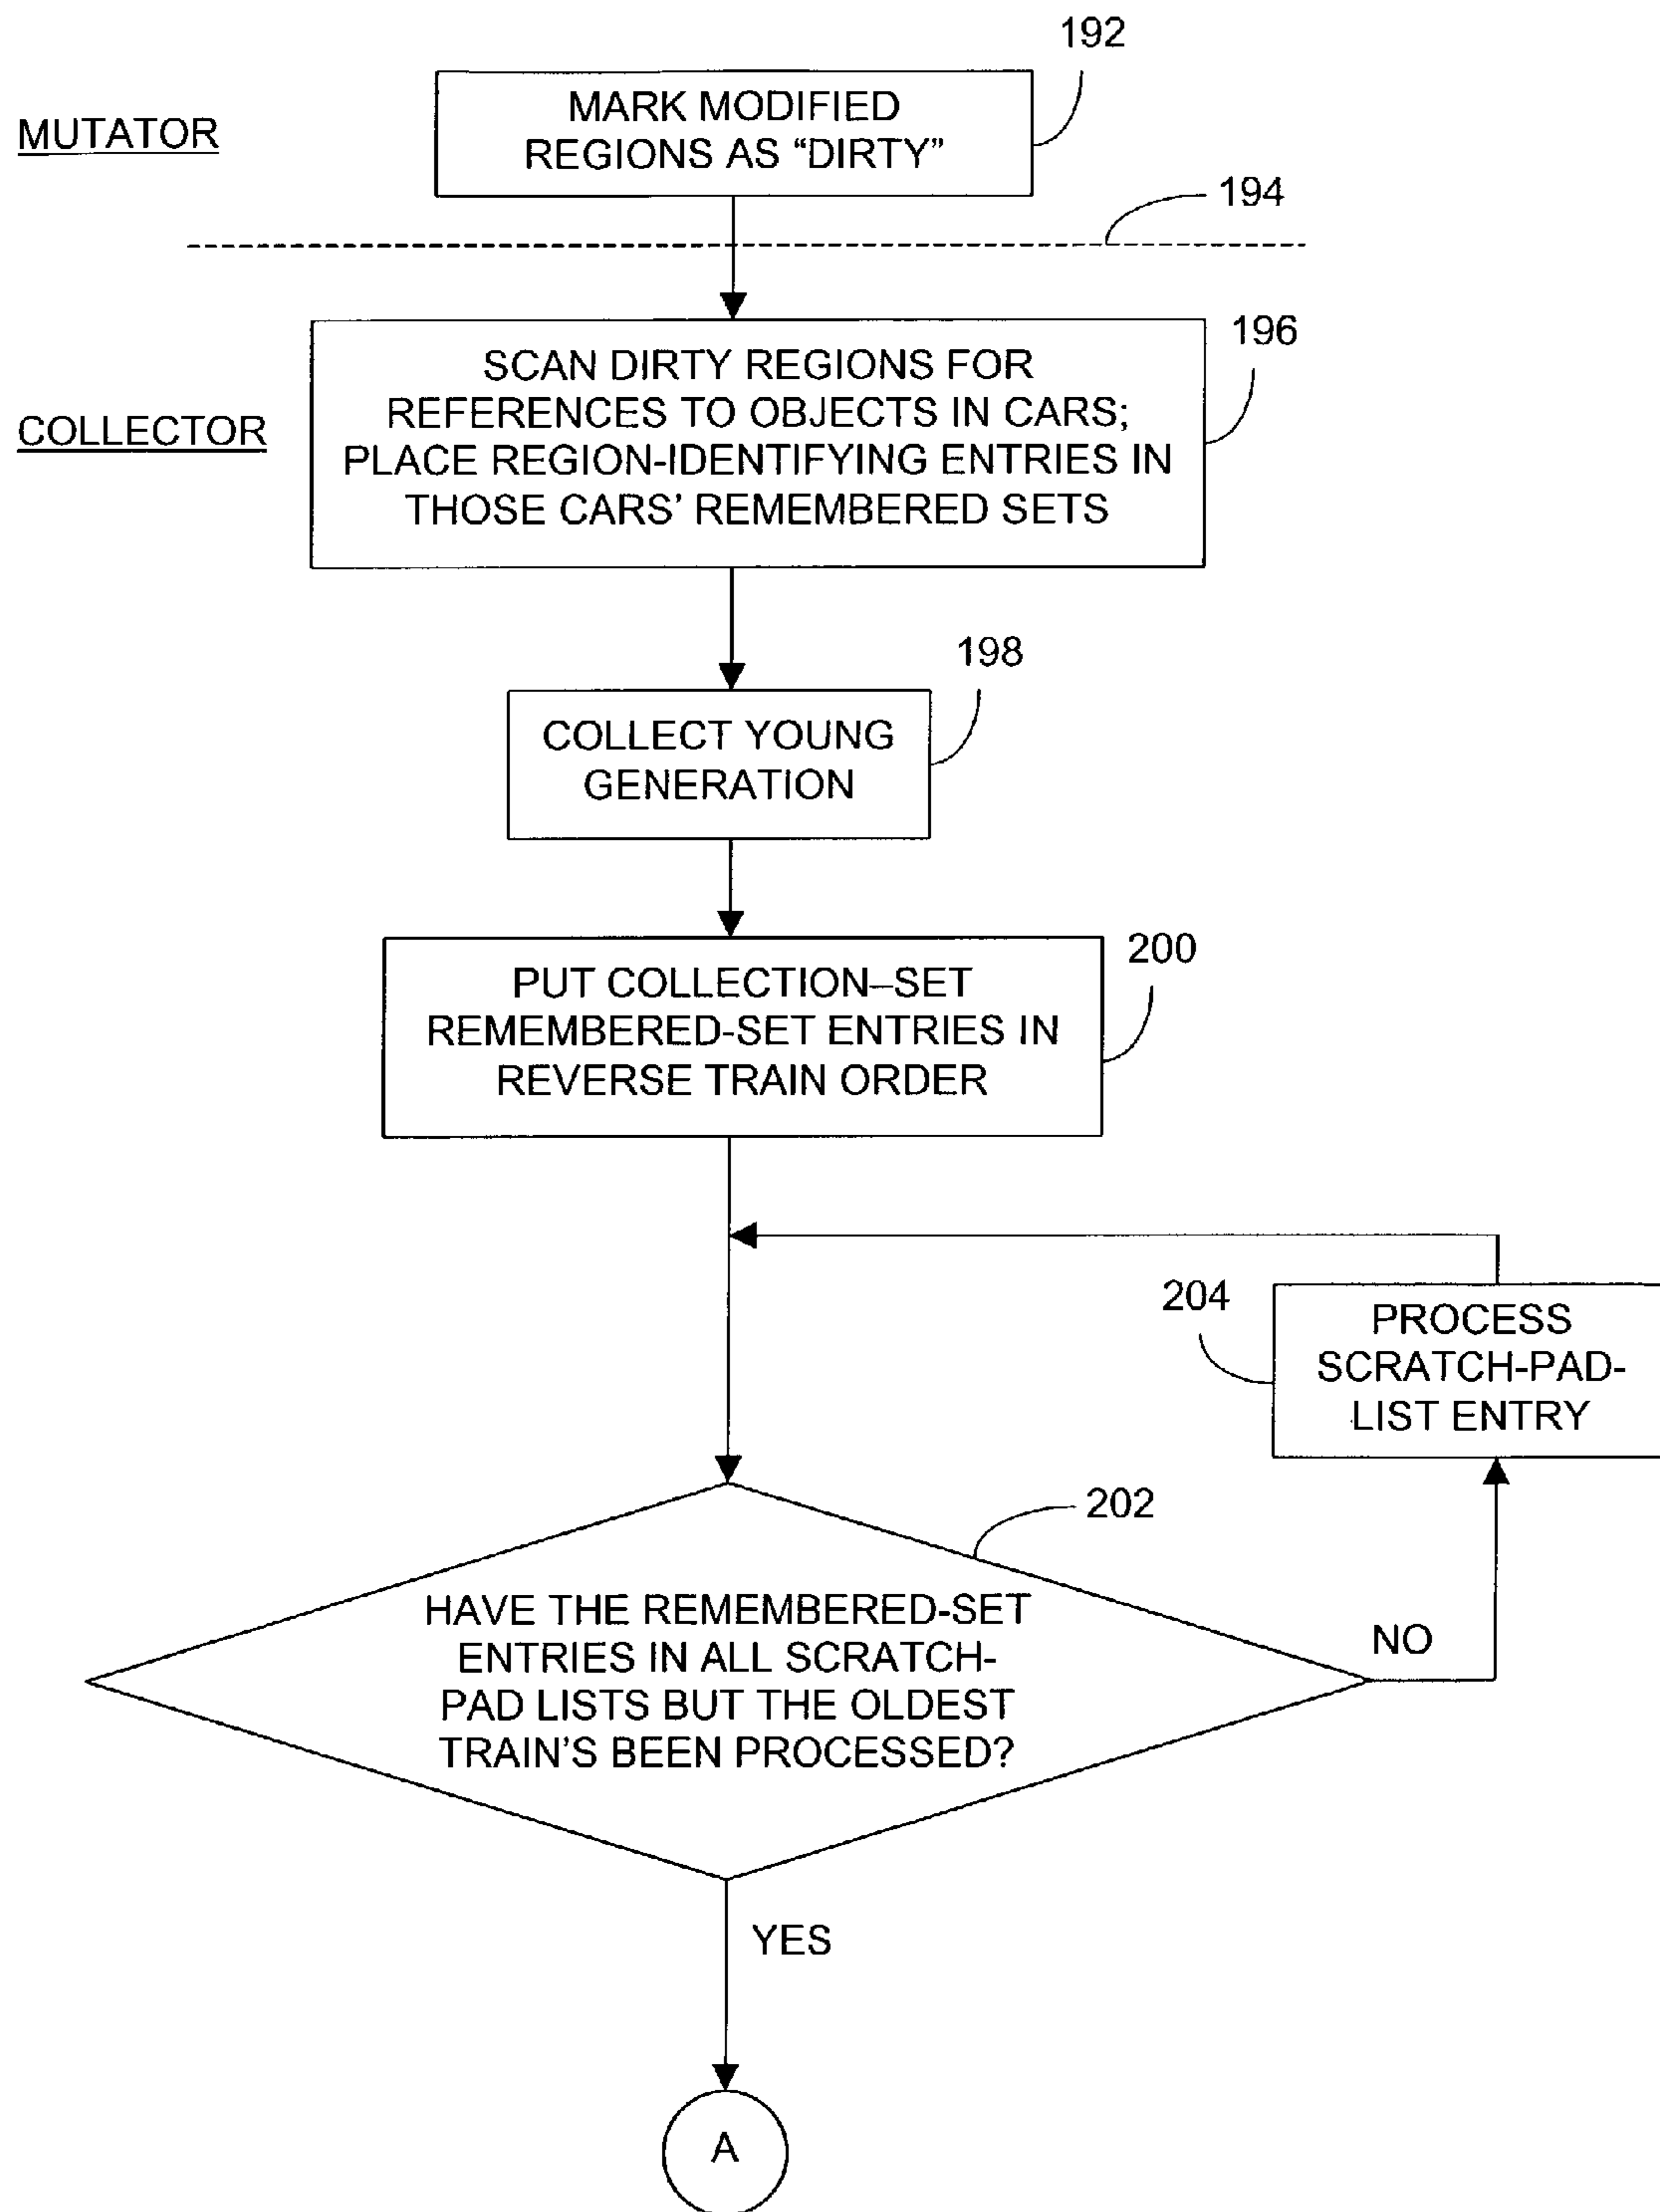 192
MUTATOR
MARK MODIFIED
REGIONS AS “DIRTY”
194
196
COLLECTOR
SCAN DIRTY REGIONS FOR
REFERENCES TO OBJECTS IN CARS;
PLACE REGION-IDENTIFYING ENTRIES IN
THOSE CARS’ REMEMBERED SETS
198
COLLECT YOUNG
GENERATION
200
PUT COLLECTION–SET
REMEMBERED-SET ENTRIES IN
REVERSE TRAIN ORDER
204
PROCESS
SCRATCH-PAD-
LIST ENTRY
202
HAVE THE REMEMBERED-SET
ENTRIES IN ALL SCRATCH-
PAD LISTS BUT THE OLDEST
TRAIN'S BEEN PROCESSED?
NO
YES
A